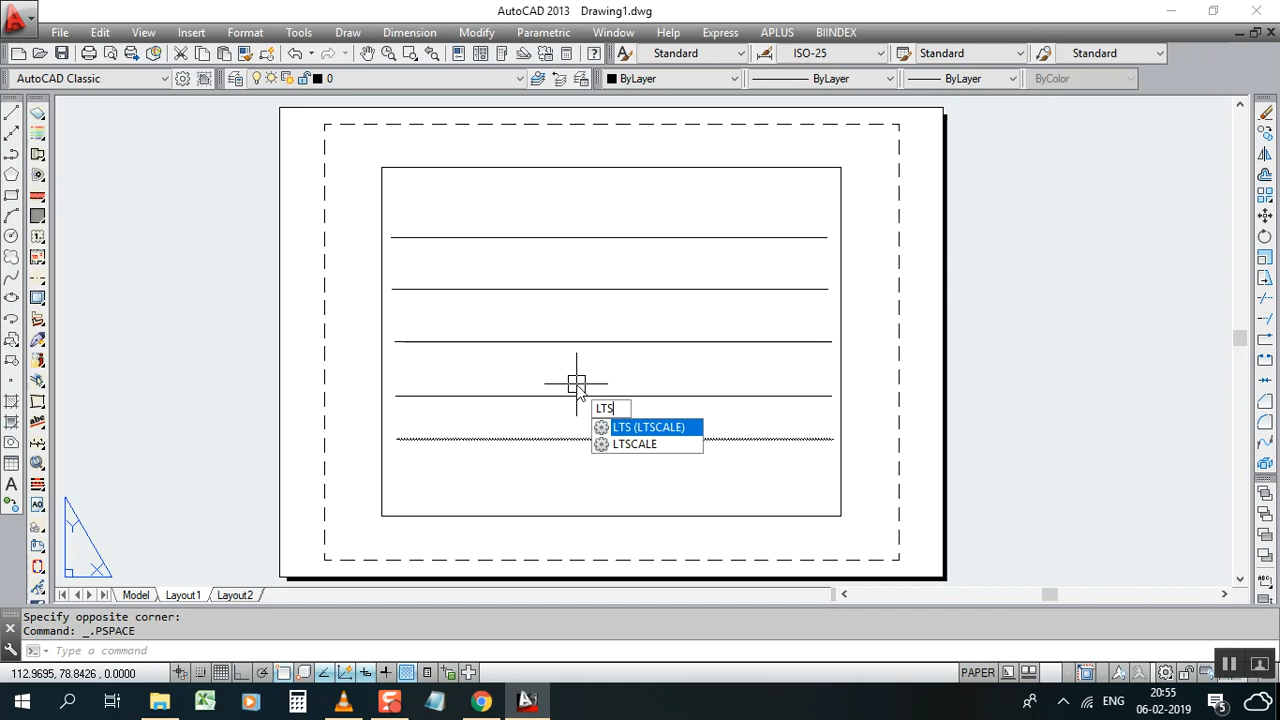 AutoCAD 2013 Drawing1.dwg
File Edit View Insert Format Tools Draw Dimension Modify Parametric Window Help Express APLUS BIINDEX
Standard ISO-25 Standard Standard
AutoCAD Classic 0 ByLayer ByLayer ByLayer ByColor
LTS
LTS (LTSCALE)
LTSCALE
Y
X
Model Layout1 Layout2
Specify opposite corner:
Command: _.PSPACE
Type a command
112.9695, 78.8426, 0.0000 PAPER
ENG 20:55
06-02-2019 5